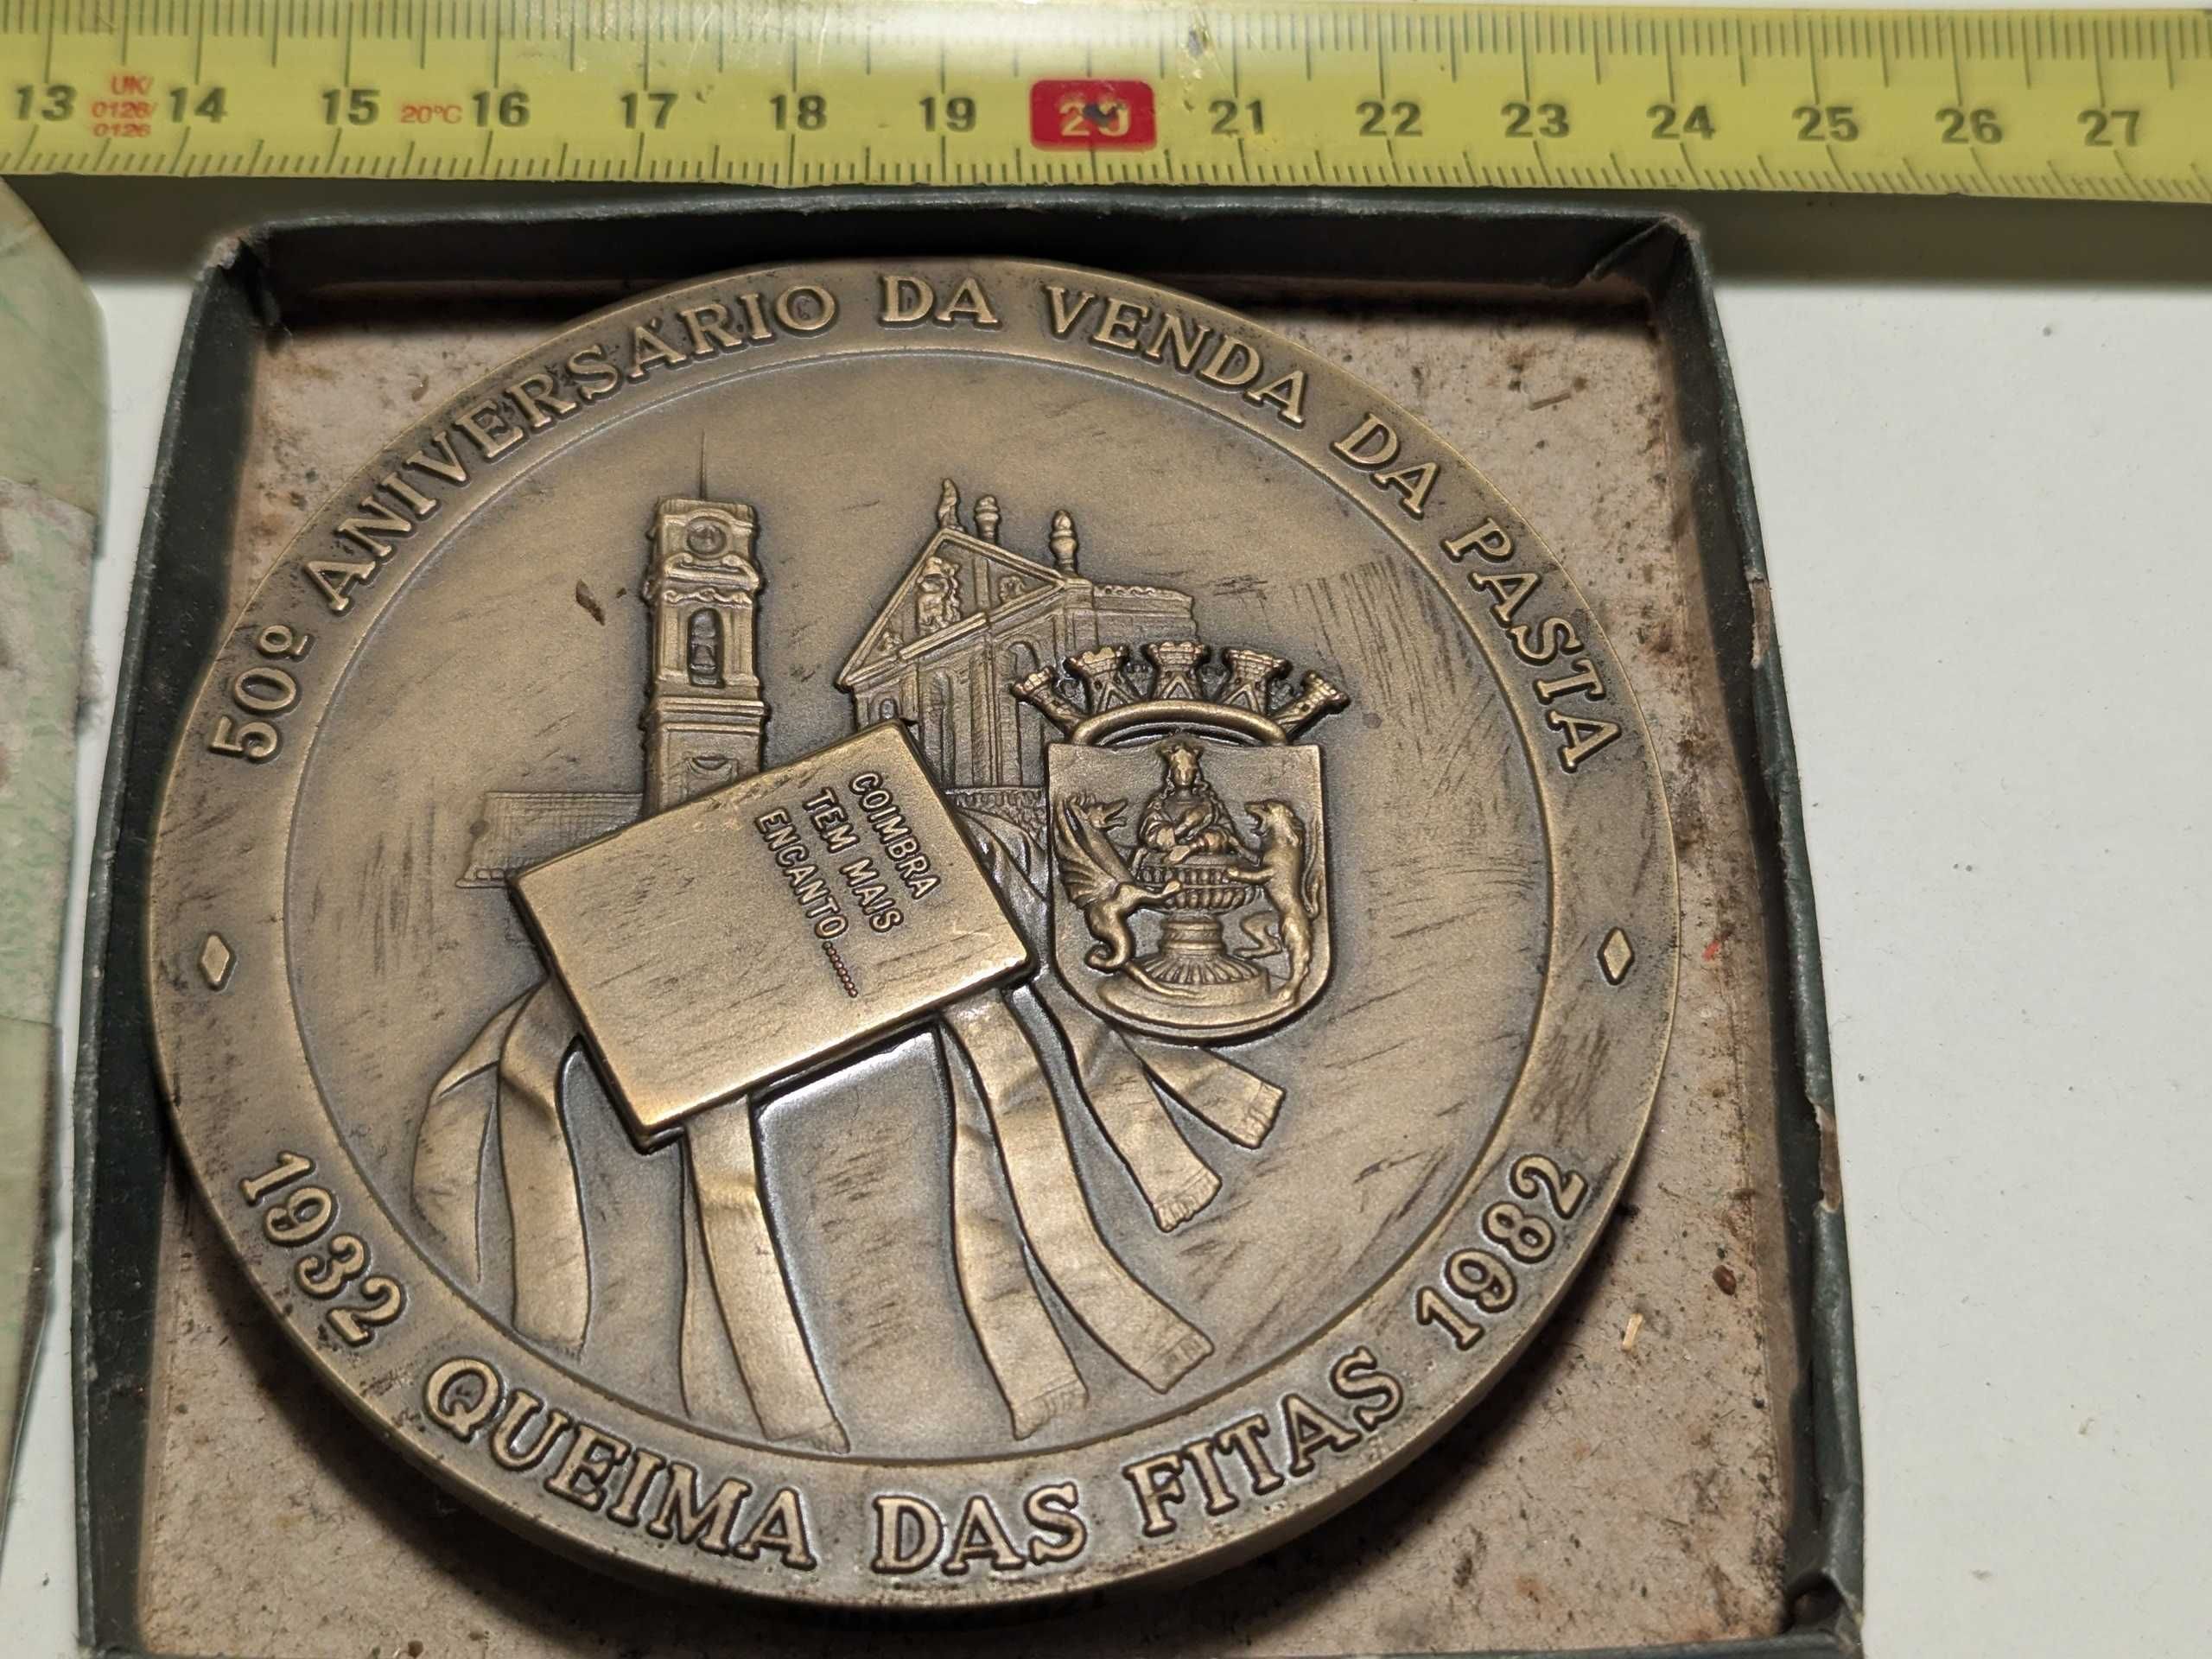 13 UK/ 0126/ 0126 14 15 20°C 16 17 18 19 20 21 22 23 24 25 26 27
50º ANIVERSÁRIO DA VENDA DA PASTA
COIMBRA
TEM MAIS
ENCANTO.........
1932 QUEIMA DAS FITAS 1982